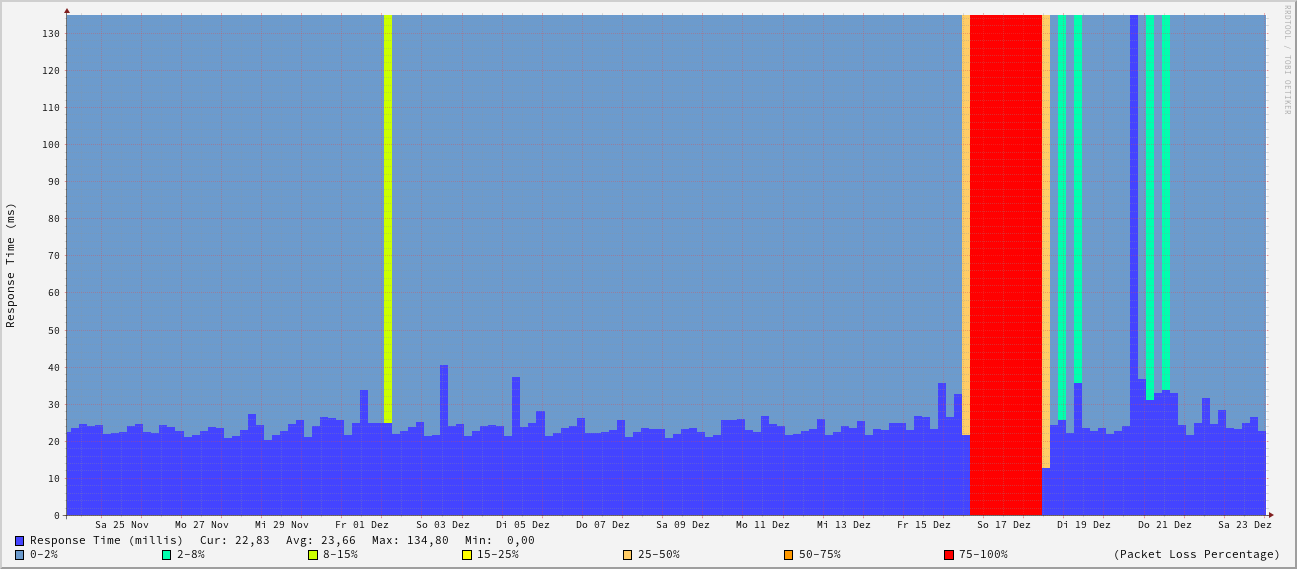 RRDTOOL / TOBI OETIKER
Response Time (ms)
130
120
110
100
90
80
70
60
50
40
30
20
10
0
Sa 25 Nov Mo 27 Nov Mi 29 Nov Fr 01 Dez So 03 Dez Di 05 Dez Do 07 Dez Sa 09 Dez Mo 11 Dez Mi 13 Dez Fr 15 Dez So 17 Dez Di 19 Dez Do 21 Dez Sa 23 Dez
Response Time (millis) Cur: 22,83 Avg: 23,66 Max: 134,80 Min: 0,00
0-2% 2-8% 8-15% 15-25% 25-50% 50-75% 75-100% (Packet Loss Percentage)